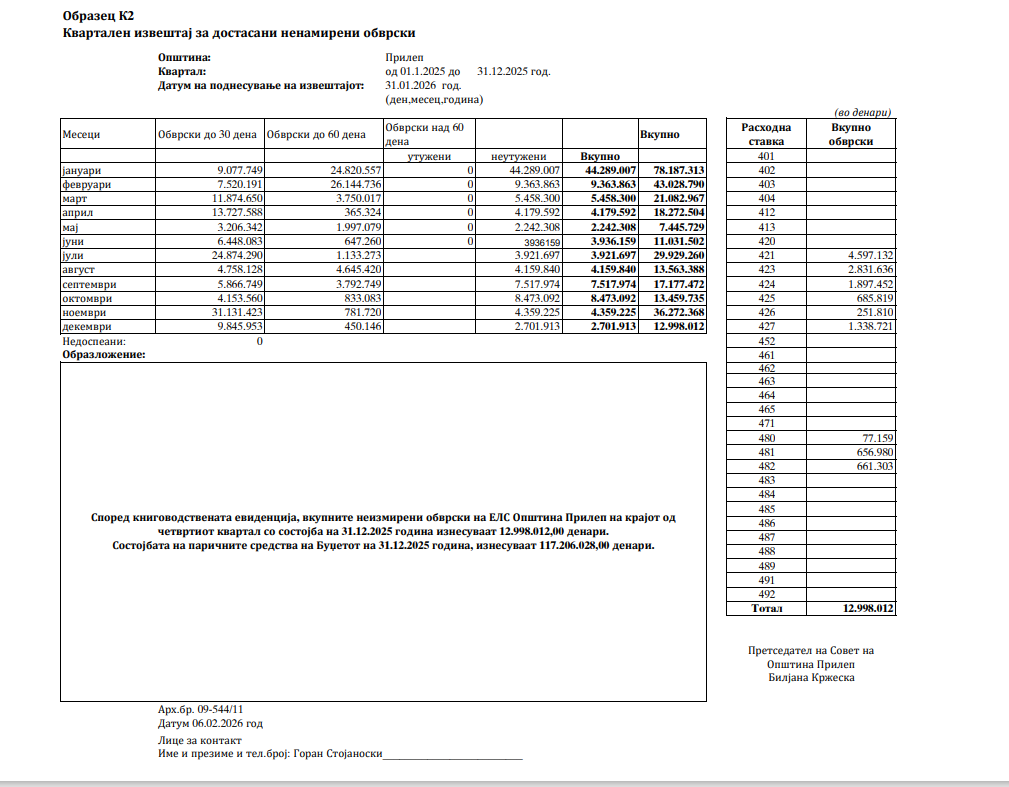 Образец К2
Квартален извештај за достасани ненамирени обврски
Општина: Прилеп
Квартал: од 01.1.2025 до 31.12.2025 год.
Датум на поднесување на извештајот: 31.01.2026 год.
(ден,месец,година)
(во денари)
Месеци Обврски до 30 дена Обврски до 60 дена Обврски над 60 дена Вкупно
утужени неутужени Вкупно
јануари 9.077.749 24.820.557 0 44.289.007 44.289.007 78.187.313
февруари 7.520.191 26.144.736 0 9.363.863 9.363.863 43.028.790
март 11.874.650 3.750.017 0 5.458.300 5.458.300 21.082.967
април 13.727.588 365.324 0 4.179.592 4.179.592 18.272.504
мај 3.206.342 1.997.079 0 2.242.308 2.242.308 7.445.729
јуни 6.448.083 647.260 0 3936159 3.936.159 11.031.502
јули 24.874.290 1.133.273 3.921.697 3.921.697 29.929.260
август 4.758.128 4.645.420 4.159.840 4.159.840 13.563.388
септември 5.866.749 3.792.749 7.517.974 7.517.974 17.177.472
октомври 4.153.560 833.083 8.473.092 8.473.092 13.459.735
ноември 31.131.423 781.720 4.359.225 4.359.225 36.272.368
декември 9.845.953 450.146 2.701.913 2.701.913 12.998.012
Недоспеани: 0
Образложение:
Според книговодствената евиденција, вкупните неизмирени обврски на ЕЛС Општина Прилеп на крајот од
четвртиот квартал со состојба на 31.12.2025 година изнесуваат 12.998.012,00 денари.
Состојбата на паричните средства на Буџетот на 31.12.2025 година, изнесуваат 117.206.028,00 денари.
Арх.бр. 09-544/11
Датум 06.02.2026 год
Лице за контакт
Име и презиме и тел.број: Горан Стојаноски____________________________
Расходна ставка Вкупно обврски
401
402
403
404
412
413
420
421 4.597.132
423 2.831.636
424 1.897.452
425 685.819
426 251.810
427 1.338.721
452
461
462
463
464
465
471
480 77.159
481 656.980
482 661.303
483
484
485
486
487
488
489
491
492
Тотал 12.998.012
Претседател на Совет на
Општина Прилеп
Билјана Кржеска